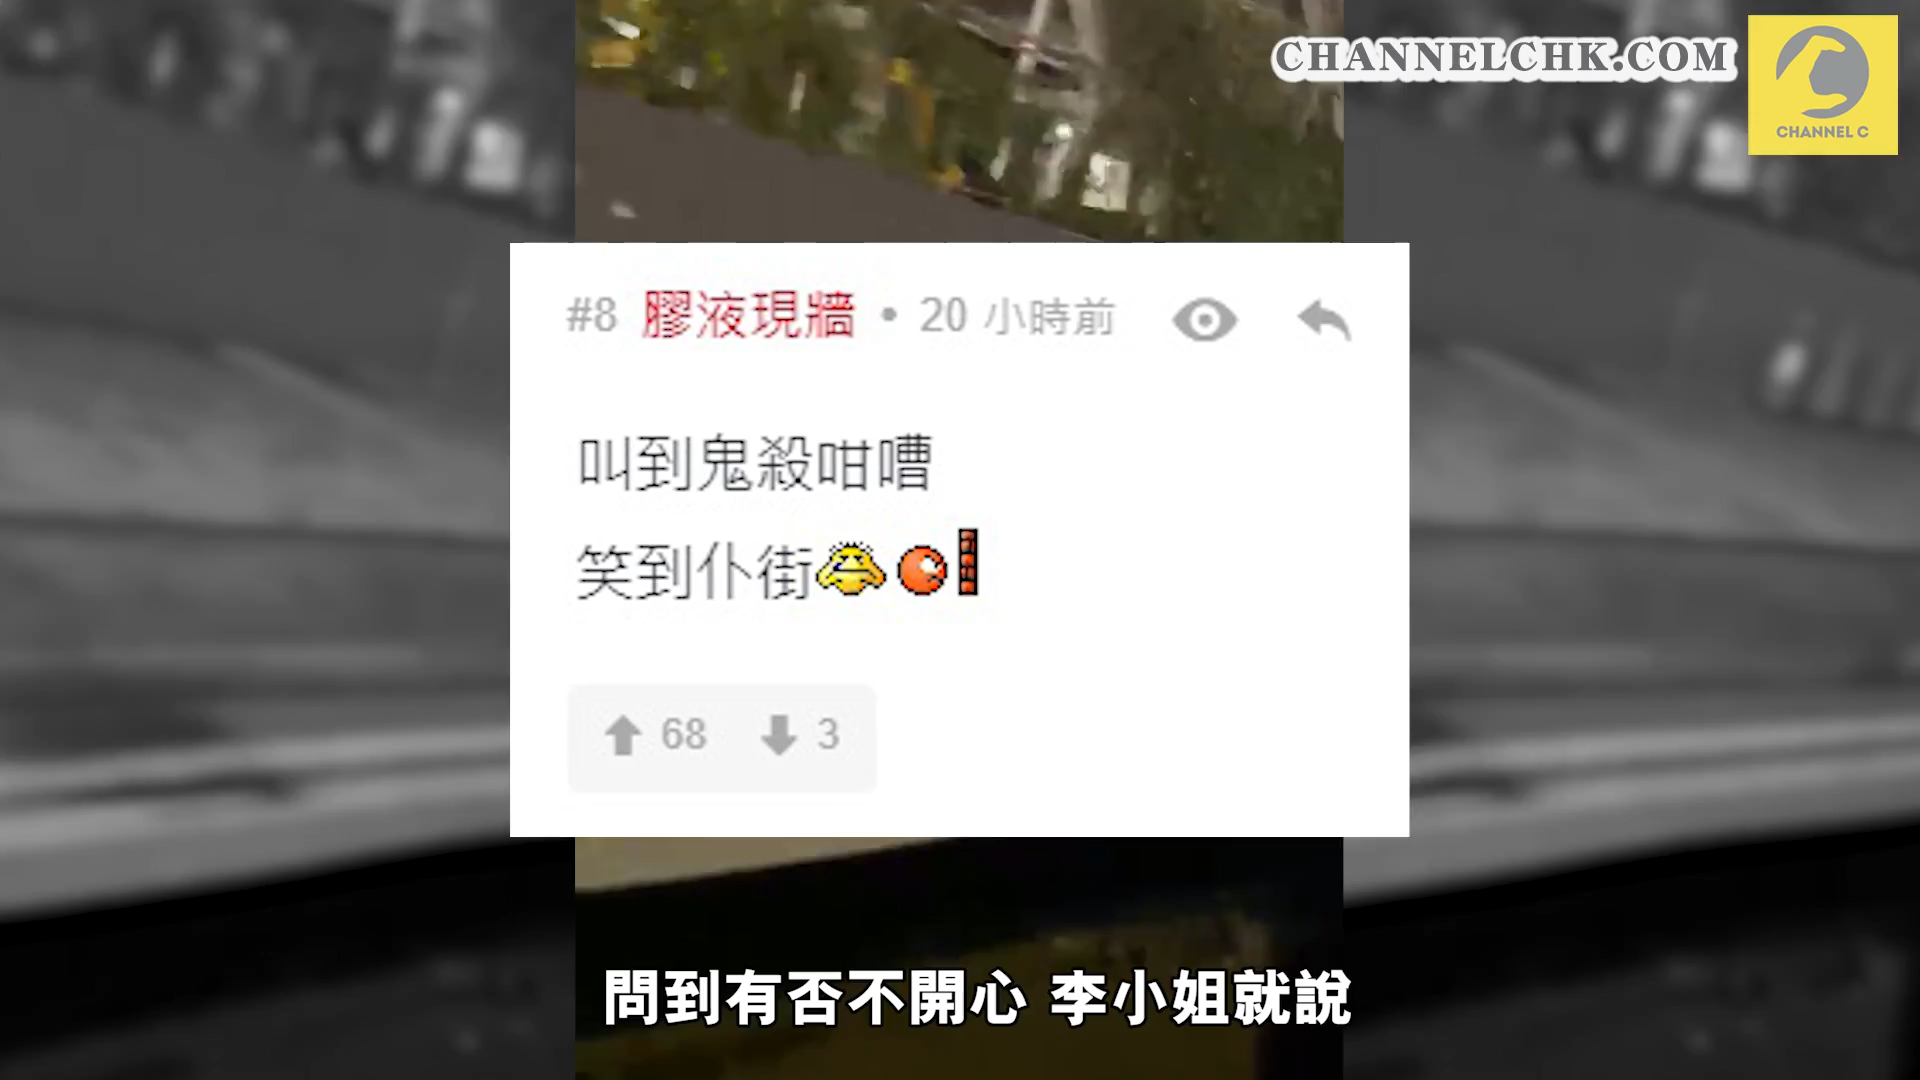 CHANNELCHK.COM
CHANNEL C
#8 膠液現牆 • 20 小時前
叫到鬼殺咁嘈
笑到仆街
68 3
問到有否不開心 李小姐就說